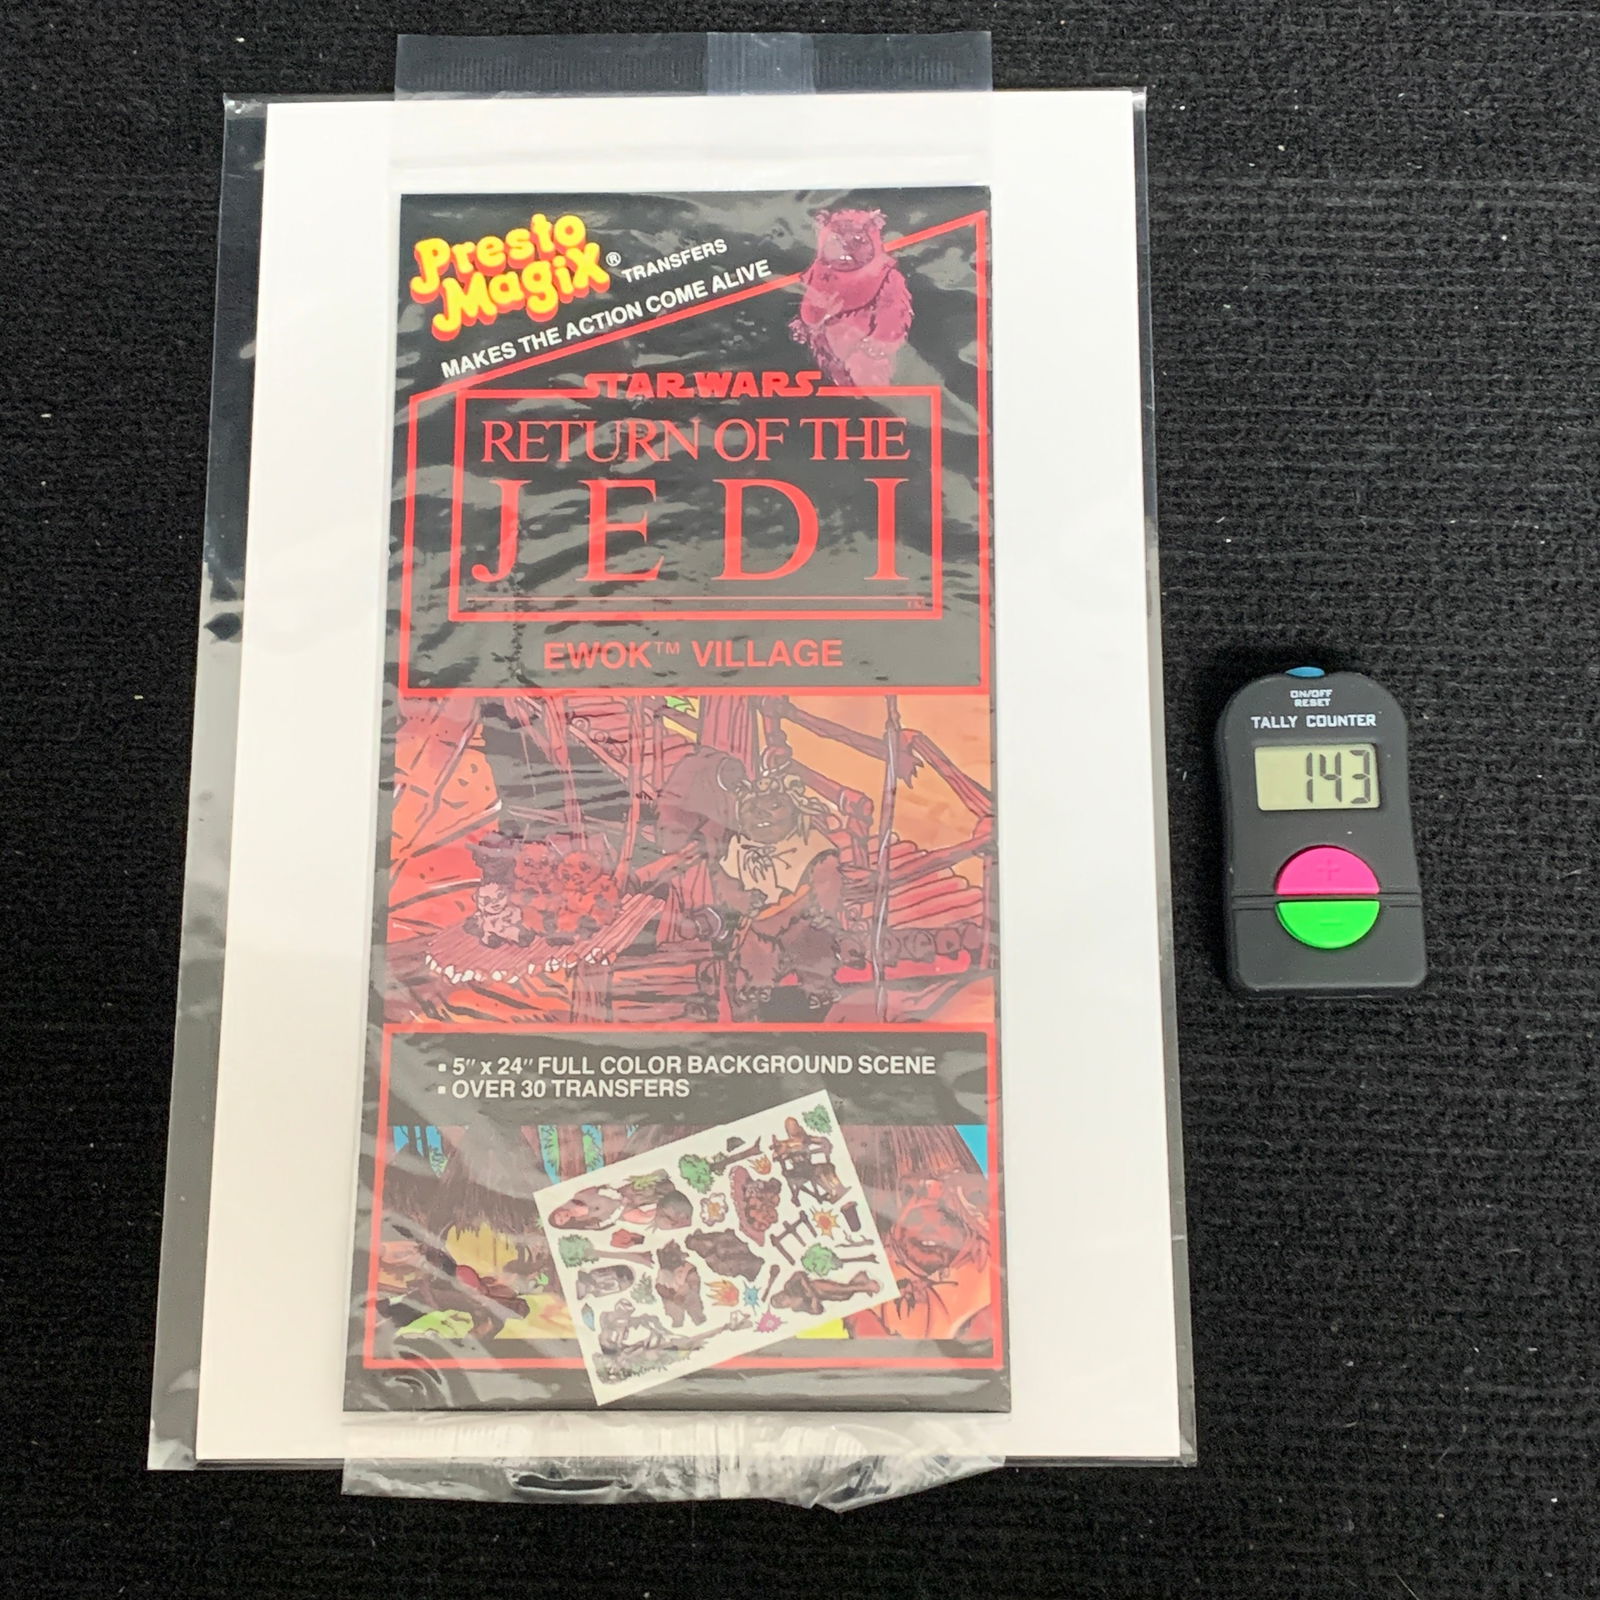 Presto
MagiX® TRANSFERS
MAKES THE ACTION COME ALIVE
STAR WARS
RETURN OF THE
JEDI
TM
EWOK™ VILLAGE
▪ 5" x 24" FULL COLOR BACKGROUND SCENE
▪ OVER 30 TRANSFERS
ON/OFF
RESET
TALLY COUNTER
143
+
-